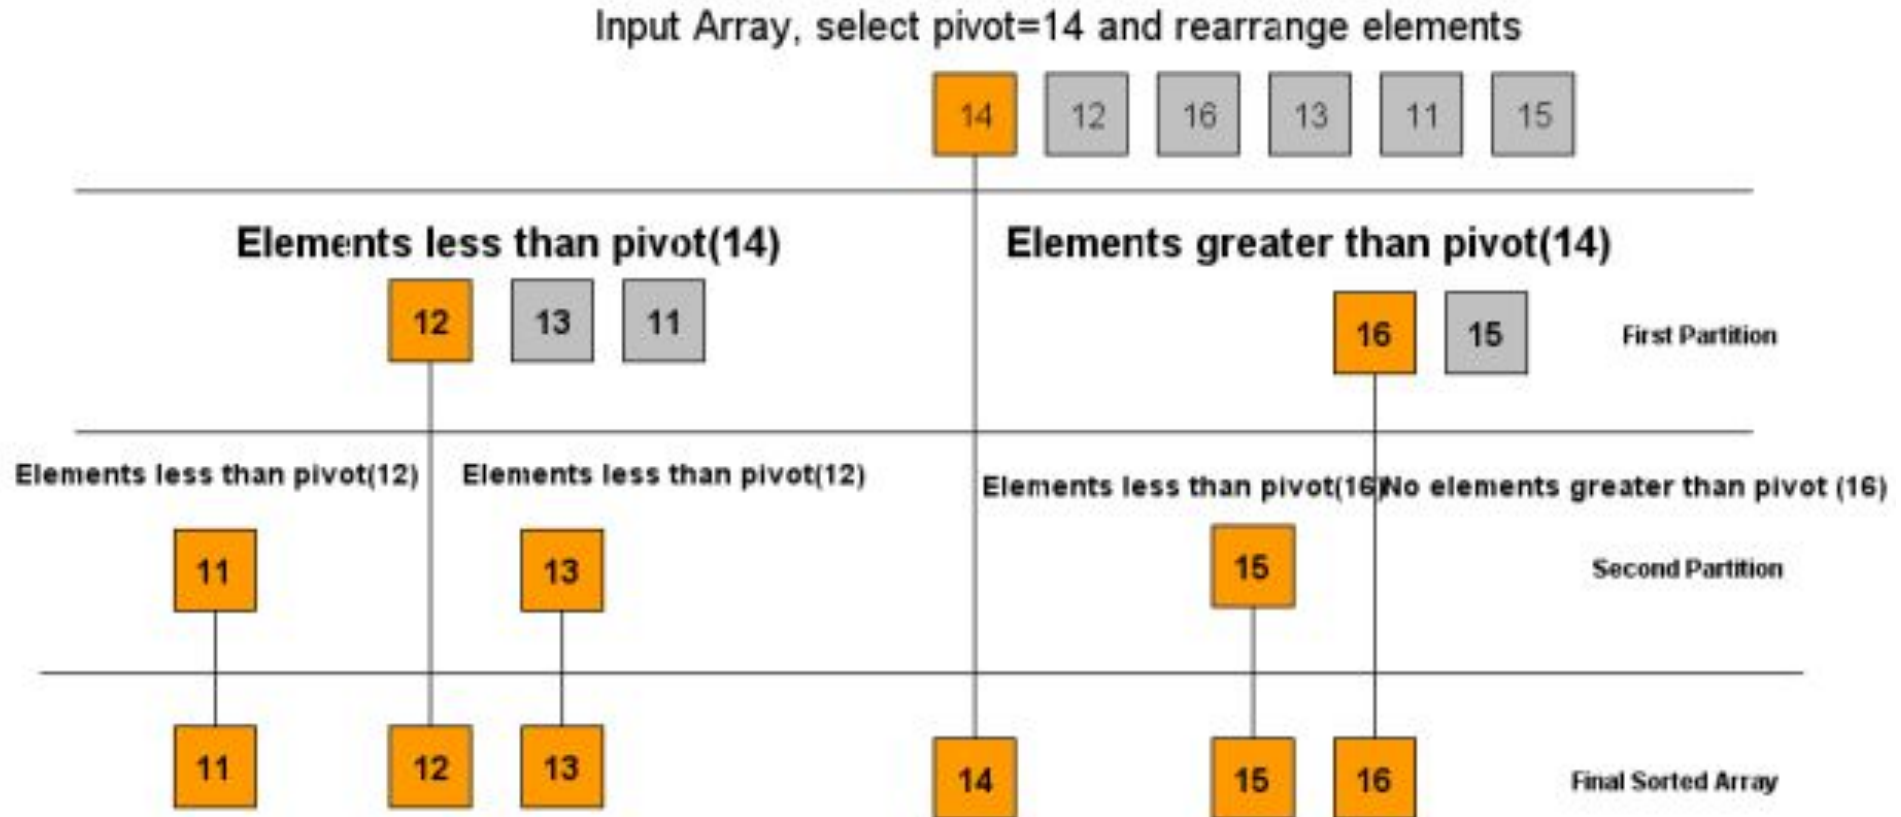 Input Array, select pivot=14 and rearrange elements
14 12 16 13 11 15
Elements less than pivot(14)
Elements greater than pivot(14)
12 13 11
16 15
First Partition
Elements less than pivot(12)
Elements less than pivot(12)
Elements less than pivot(16)
No elements greater than pivot (16)
11
13
15
Second Partition
11
12
13
14
15
16
Final Sorted Array